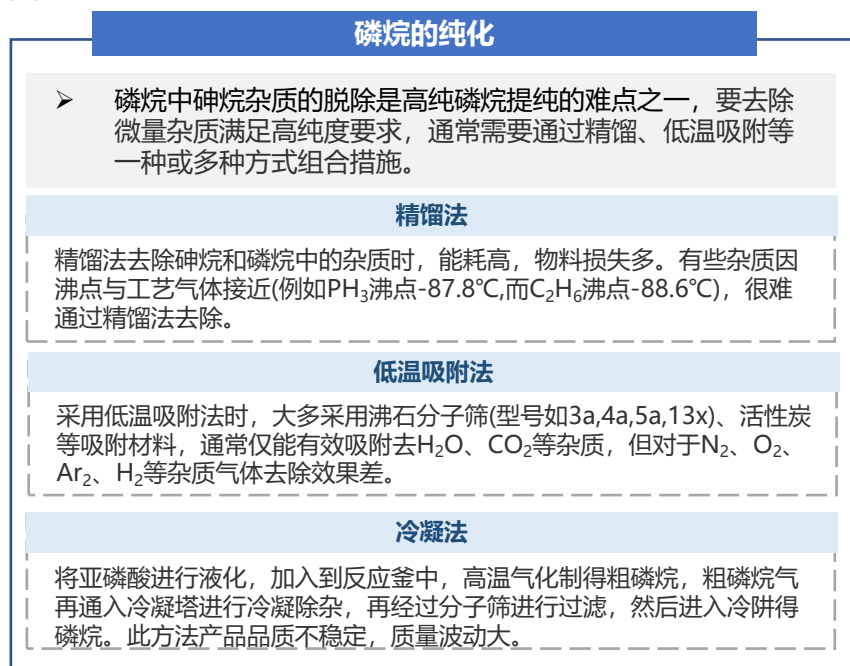 磷烷的纯化
➢ 磷烷中砷烷杂质的脱除是高纯磷烷提纯的难点之一，要去除
微量杂质满足高纯度要求，通常需要通过精馏、低温吸附等
一种或多种方式组合措施。
精馏法
精馏法去除砷烷和磷烷中的杂质时，能耗高，物料损失多。有些杂质因
沸点与工艺气体接近(例如PH₃沸点-87.8℃,而C₂H₆沸点-88.6℃)，很难
通过精馏法去除。
低温吸附法
采用低温吸附法时，大多采用沸石分子筛(型号如3a,4a,5a,13x)、活性炭
等吸附材料，通常仅能有效吸附去H₂O、CO₂等杂质，但对于N₂、O₂、
Ar₂、H₂等杂质气体去除效果差。
冷凝法
将亚磷酸进行液化，加入到反应釜中，高温气化制得粗磷烷，粗磷烷气
再通入冷凝塔进行冷凝除杂，再经过分子筛进行过滤，然后进入冷阱得
磷烷。此方法产品品质不稳定，质量波动大。